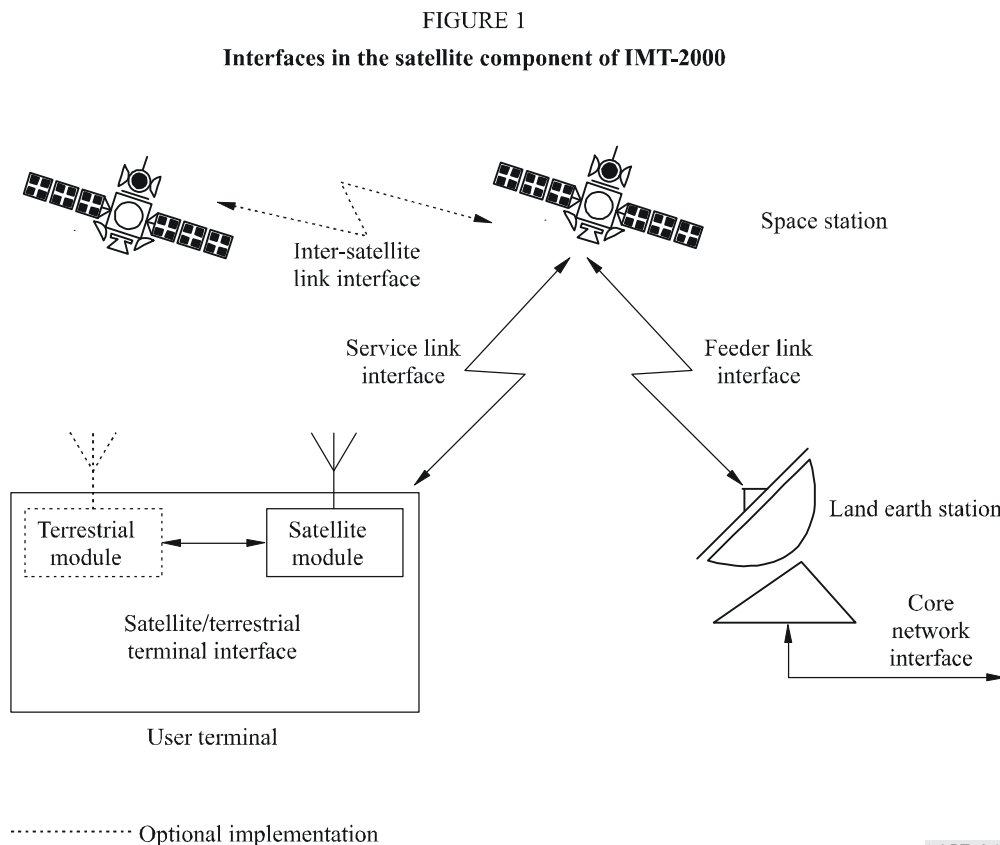 FIGURE 1
Interfaces in the satellite component of IMT-2000
Space station
Inter-satellite
link interface
Service link
interface
Feeder link
interface
Terrestrial
module
Satellite
module
Land earth station
Satellite/terrestrial
terminal interface
Core
network
interface
User terminal
Optional implementation